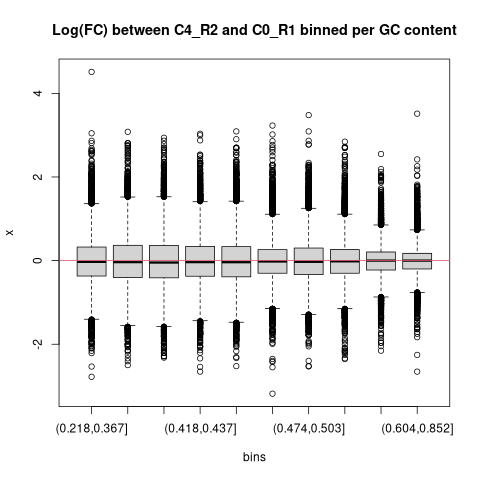 Log(FC) between C4_R2 and C0_R1 binned per GC content
4
2
0
-2
x
(0.218,0.367]
(0.418,0.437]
(0.474,0.503]
(0.604,0.852]
bins